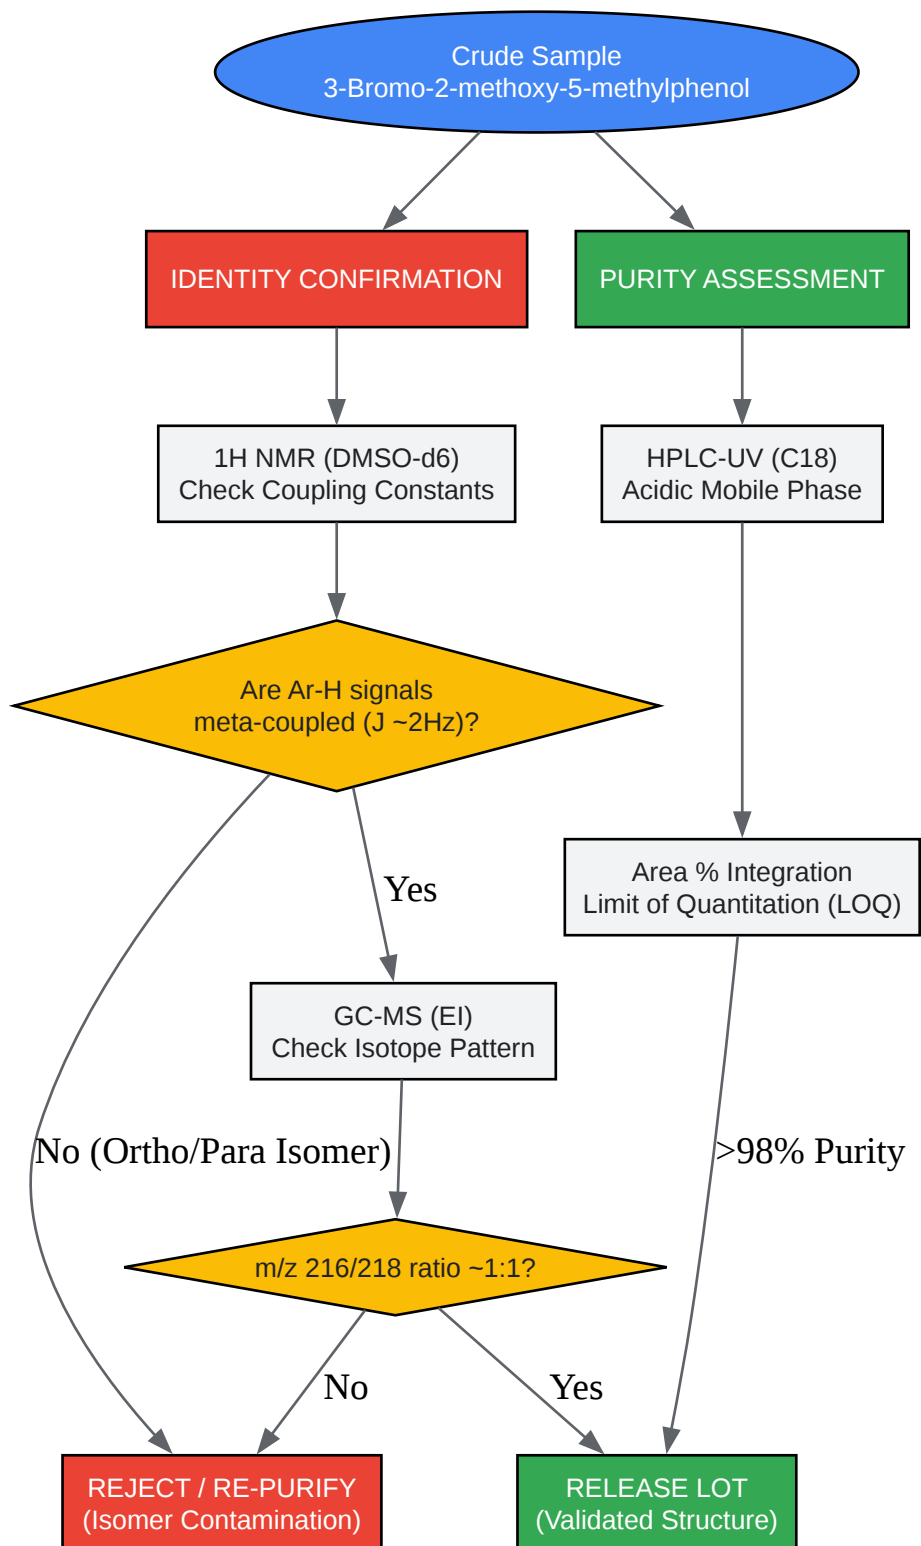 Crude Sample
3-Bromo-2-methoxy-5-methylphenol
IDENTITY CONFIRMATION
PURITY ASSESSMENT
1H NMR (DMSO-d6)
Check Coupling Constants
HPLC-UV (C18)
Acidic Mobile Phase
Are Ar-H signals
meta-coupled (J ~2Hz)?
Area % Integration
Limit of Quantitation (LOQ)
Yes
GC-MS (EI)
Check Isotope Pattern
No (Ortho/Para Isomer)
>98% Purity
m/z 216/218 ratio ~1:1?
No
Yes
REJECT / RE-PURIFY
(Isomer Contamination)
RELEASE LOT
(Validated Structure)